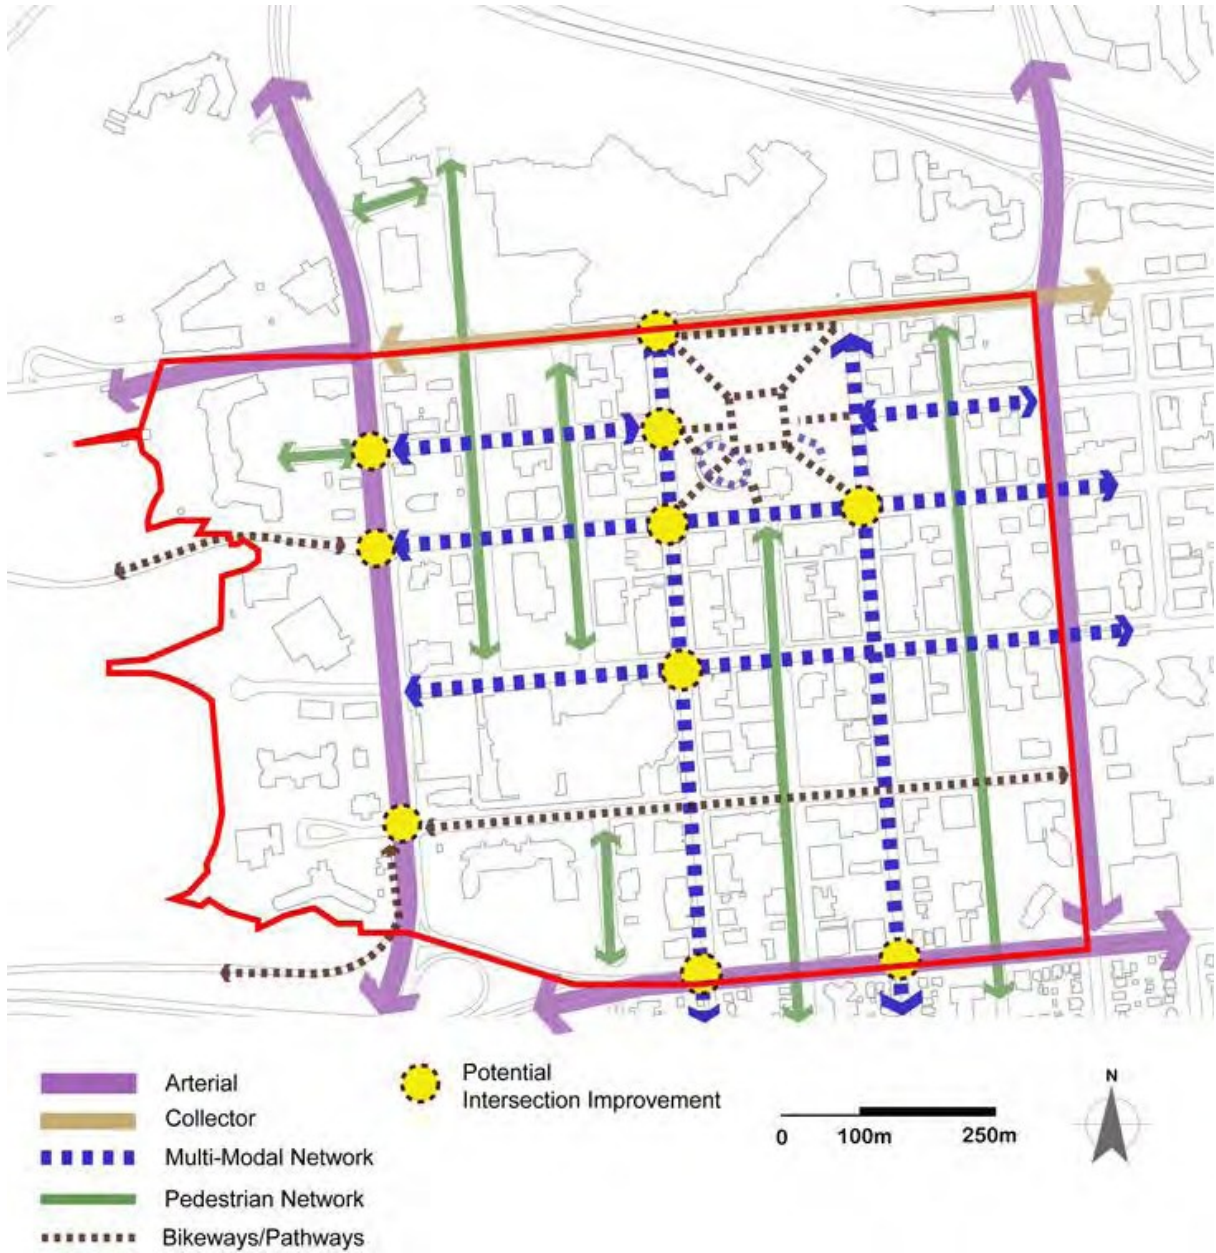 Arterial
Collector
Multi-Modal Network
Pedestrian Network
Bikeways/Pathways
Potential
Intersection Improvement
0 100m 250m
N